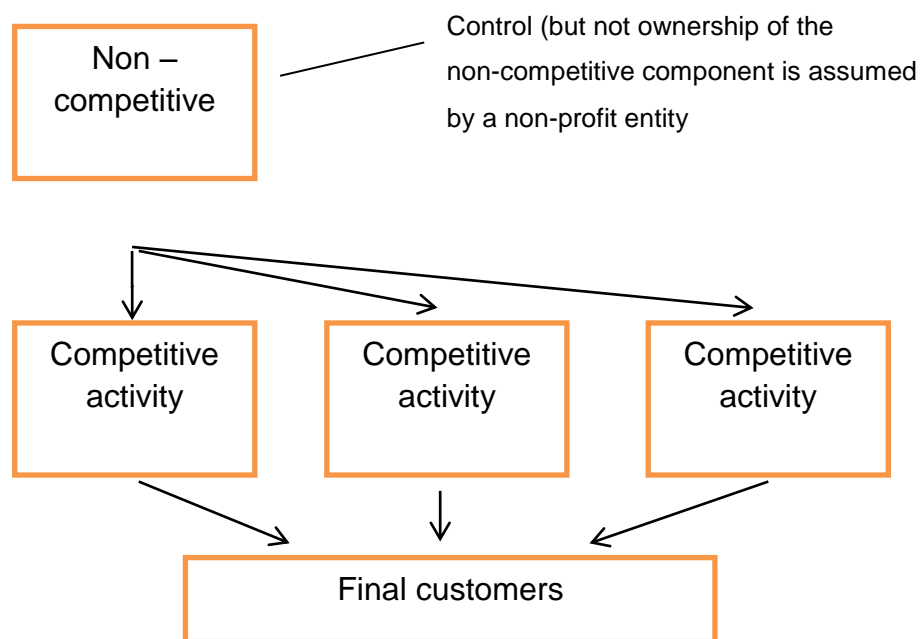 Non –
competitive
Control (but not ownership of the
non-competitive component is assumed
by a non-profit entity
Competitive
activity
Competitive
activity
Competitive
activity
Final customers